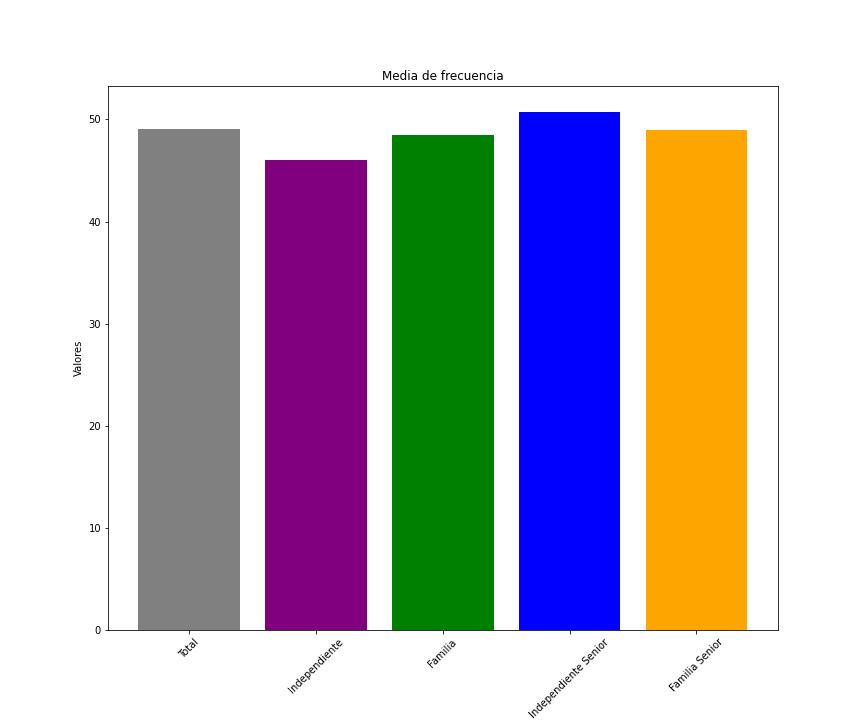 Media de frecuencia
50
40
30
20
10
0
Valores
Total
Independiente
Familia
Independiente Senior
Familia Senior